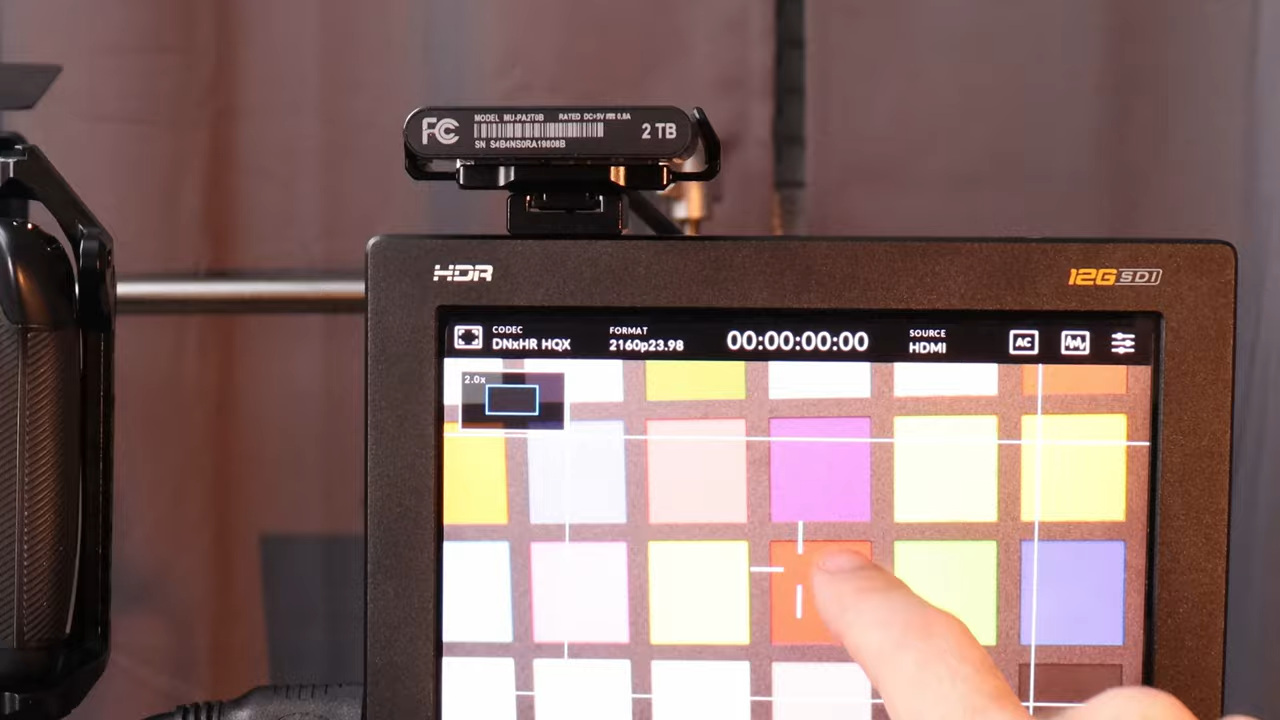 FC
MODEL MU-PA2T0B RATED DC+5V 0.8A
2 TB
SN S4B4NS0RA19808B
HDR
12G SDI
CODEC
DNxHR HQX
FORMAT
2160p23.98
00:00:00:00
SOURCE
HDMI
AC
2.0x